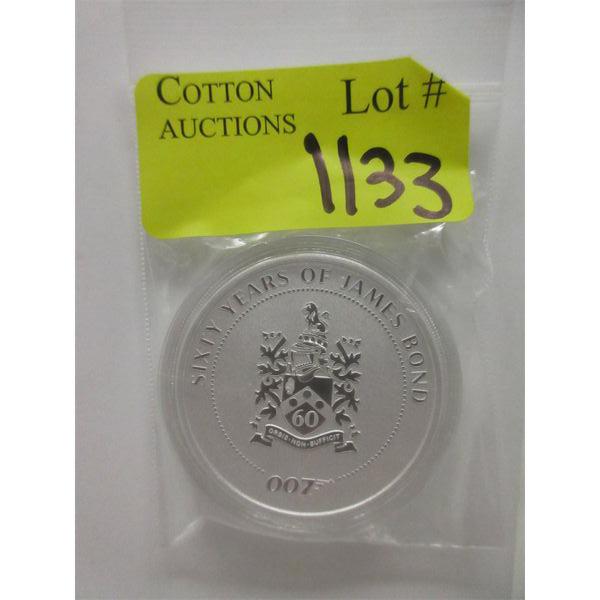 COTTON
AUCTIONS
Lot #
1133
SIXTY YEARS OF JAMES BOND
60
ORBIS·NON·SUFFICIT
007